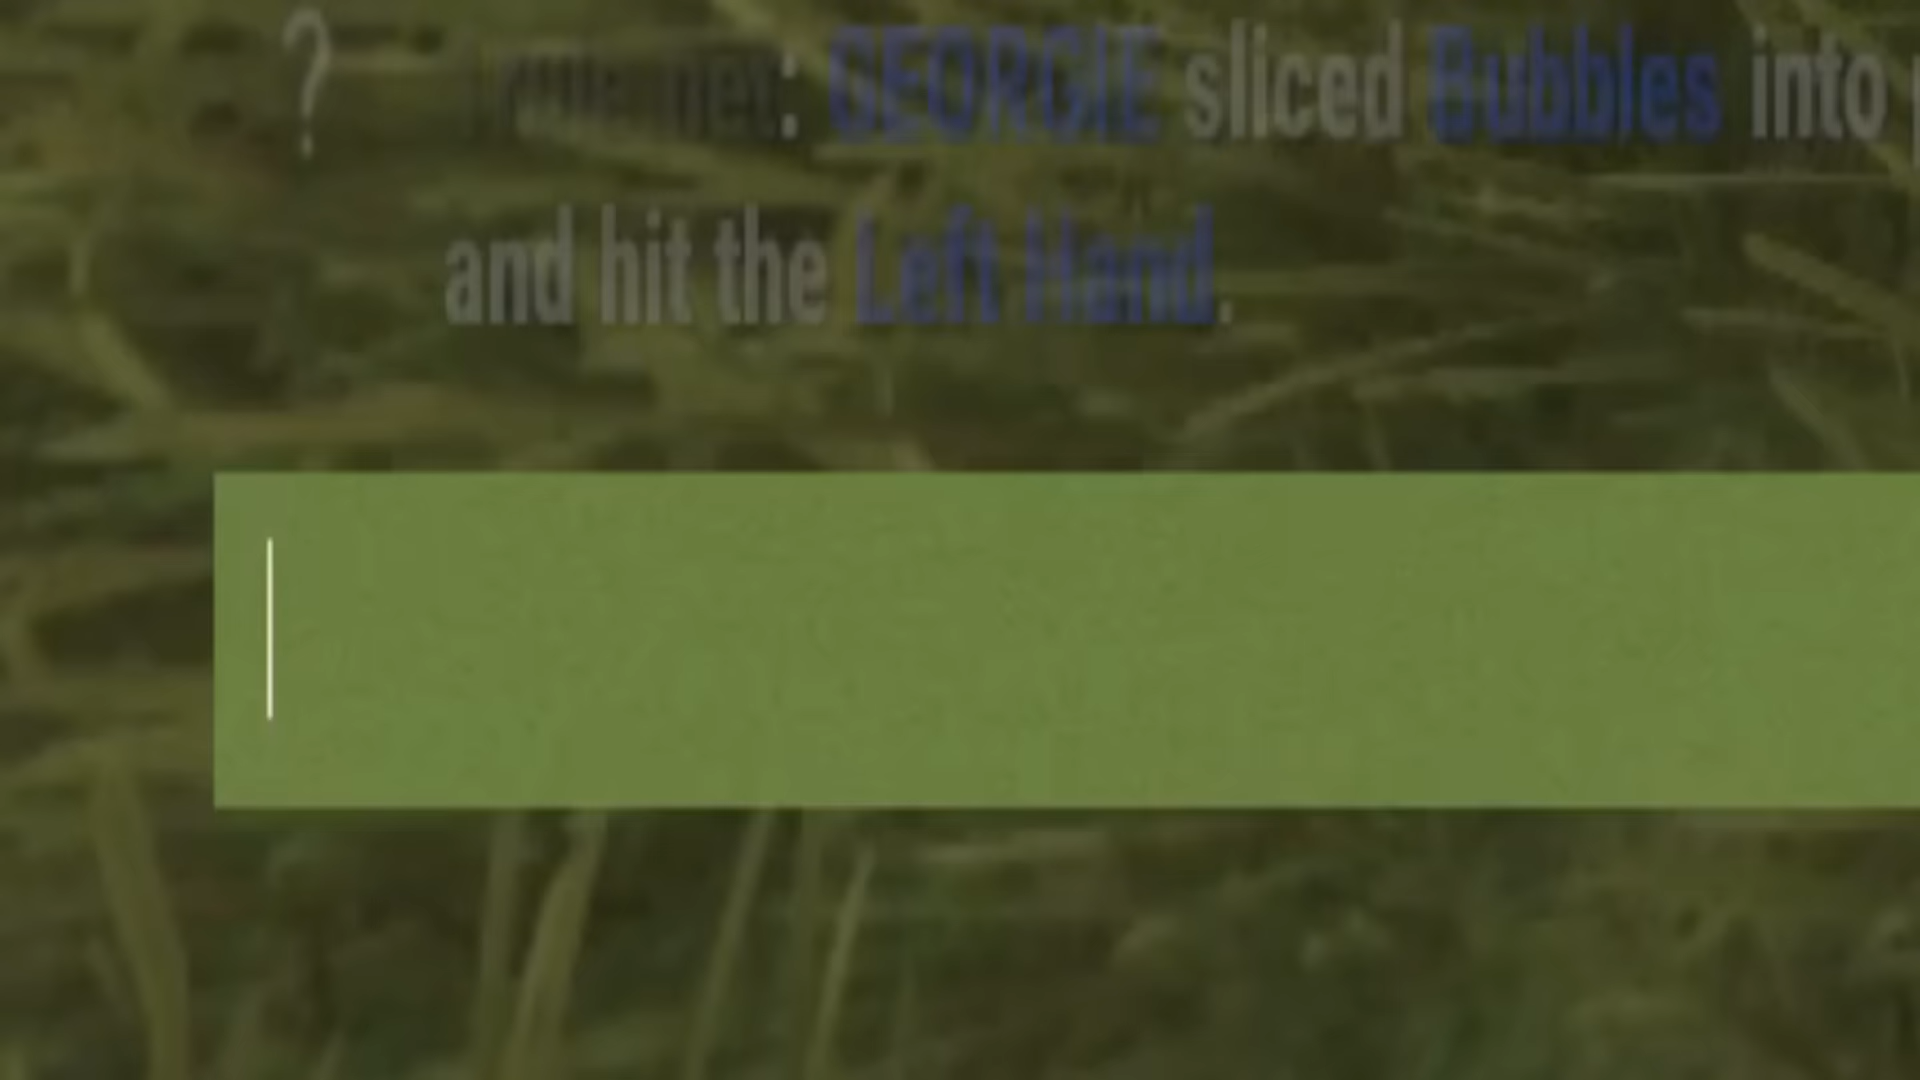 ? : GEORGIE sliced Bubbles into
and hit the Left Hand.